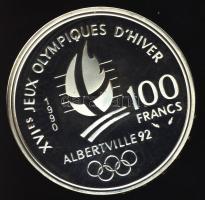 XVIes JEUX OLYMPIQUES D'HIVER
1990
100
FRANCS
ALBERTVILLE 92